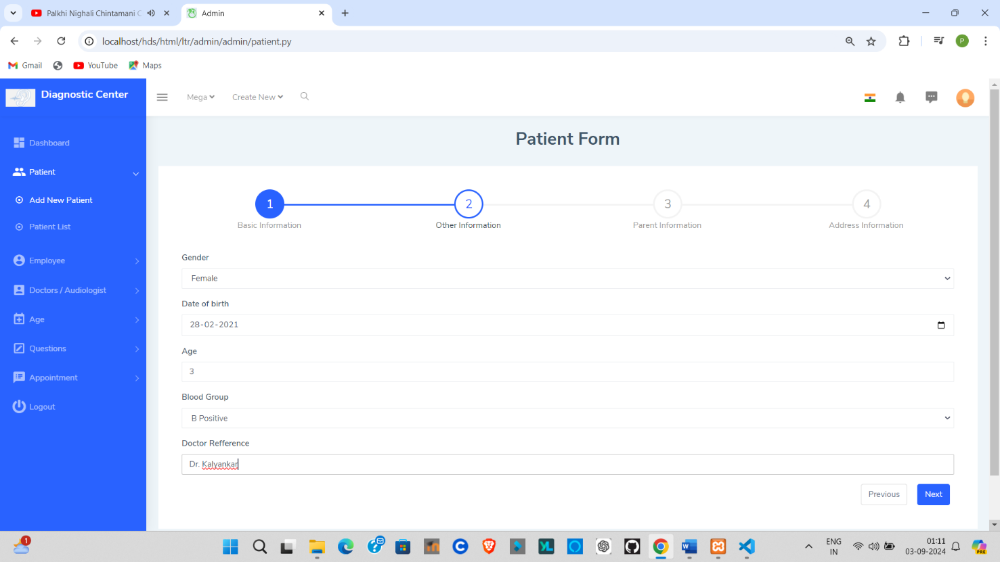 Palkhi Nighali Chintamani C
Admin
localhost/hds/html/ltr/admin/admin/patient.py
P
Gmail
YouTube
Maps
Diagnostic Center
Mega
Create New
Dashboard
Patient
Add New Patient
Patient List
Employee
Doctors / Audiologist
Age
Questions
Appointment
Logout
Patient Form
1
2
3
4
Basic Information
Other Information
Parent Information
Address Information
Gender
Female
Date of birth
28-02-2021
Age
3
Blood Group
B Positive
Doctor Refference
Dr. Kalyankar
Previous
Next
1
ENG
IN
01:11
03-09-2024
PRE